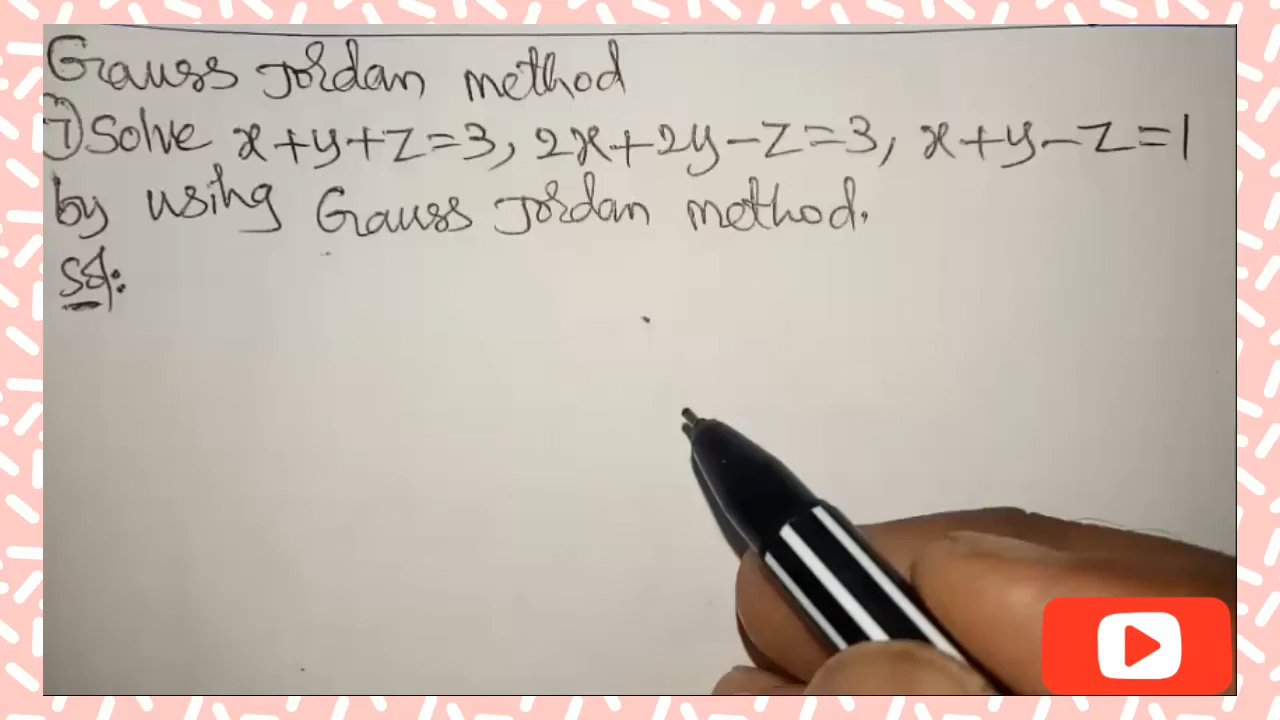 Gauss Jordan method
7) Solve x+y+z=3, 2x+2y-z=3, x+y-z=1
by using Gauss Jordan method.
Sol: